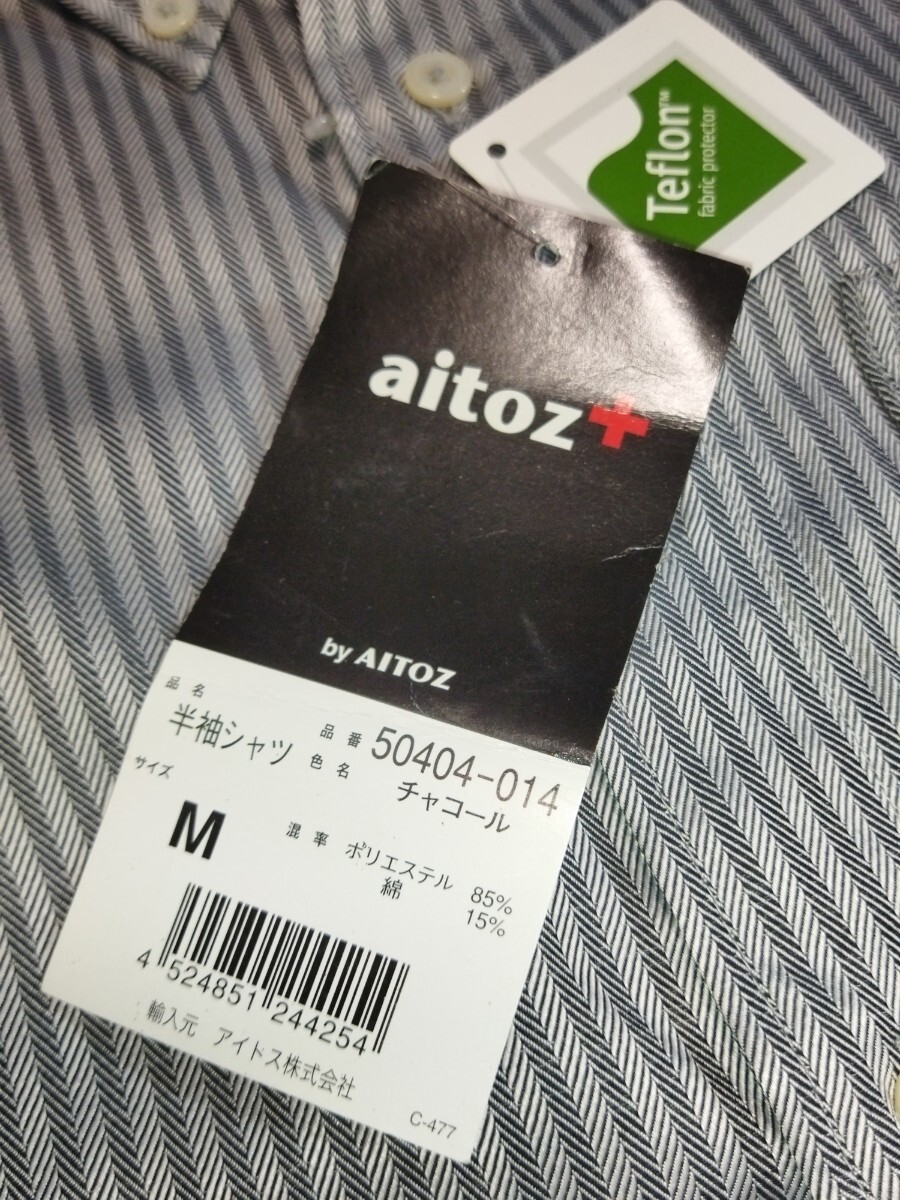 Teflon™
fabric protector
aitoz+
by AITOZ
品名
半袖シャツ
品番 50404-014
色名 チャコール
サイズ
M
混率 ポリエステル 85%
綿 15%
4 524851 244254
輸入元 アイトス株式会社
C-477